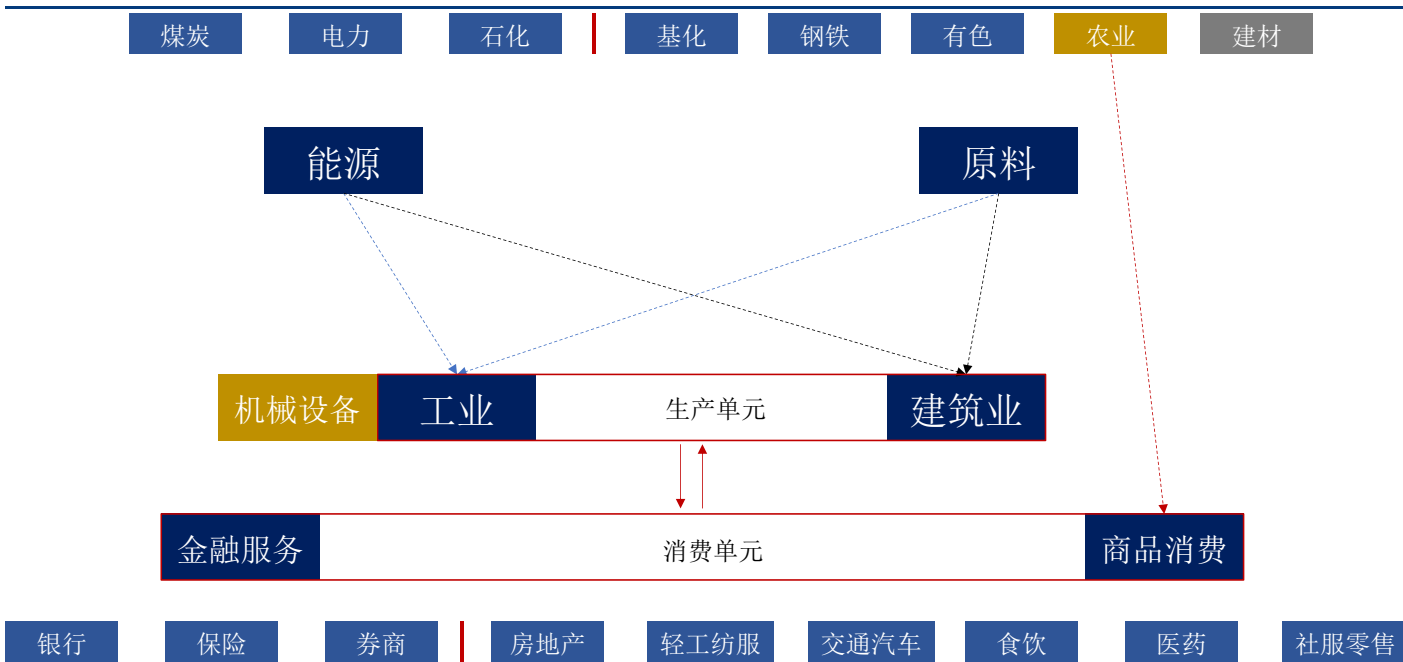 煤炭
电力
石化
基化
钢铁
有色
农业
建材
能源
原料
机械设备
工业
生产单元
建筑业
金融服务
消费单元
商品消费
银行
保险
券商
房地产
轻工纺服
交通汽车
食饮
医药
社服零售